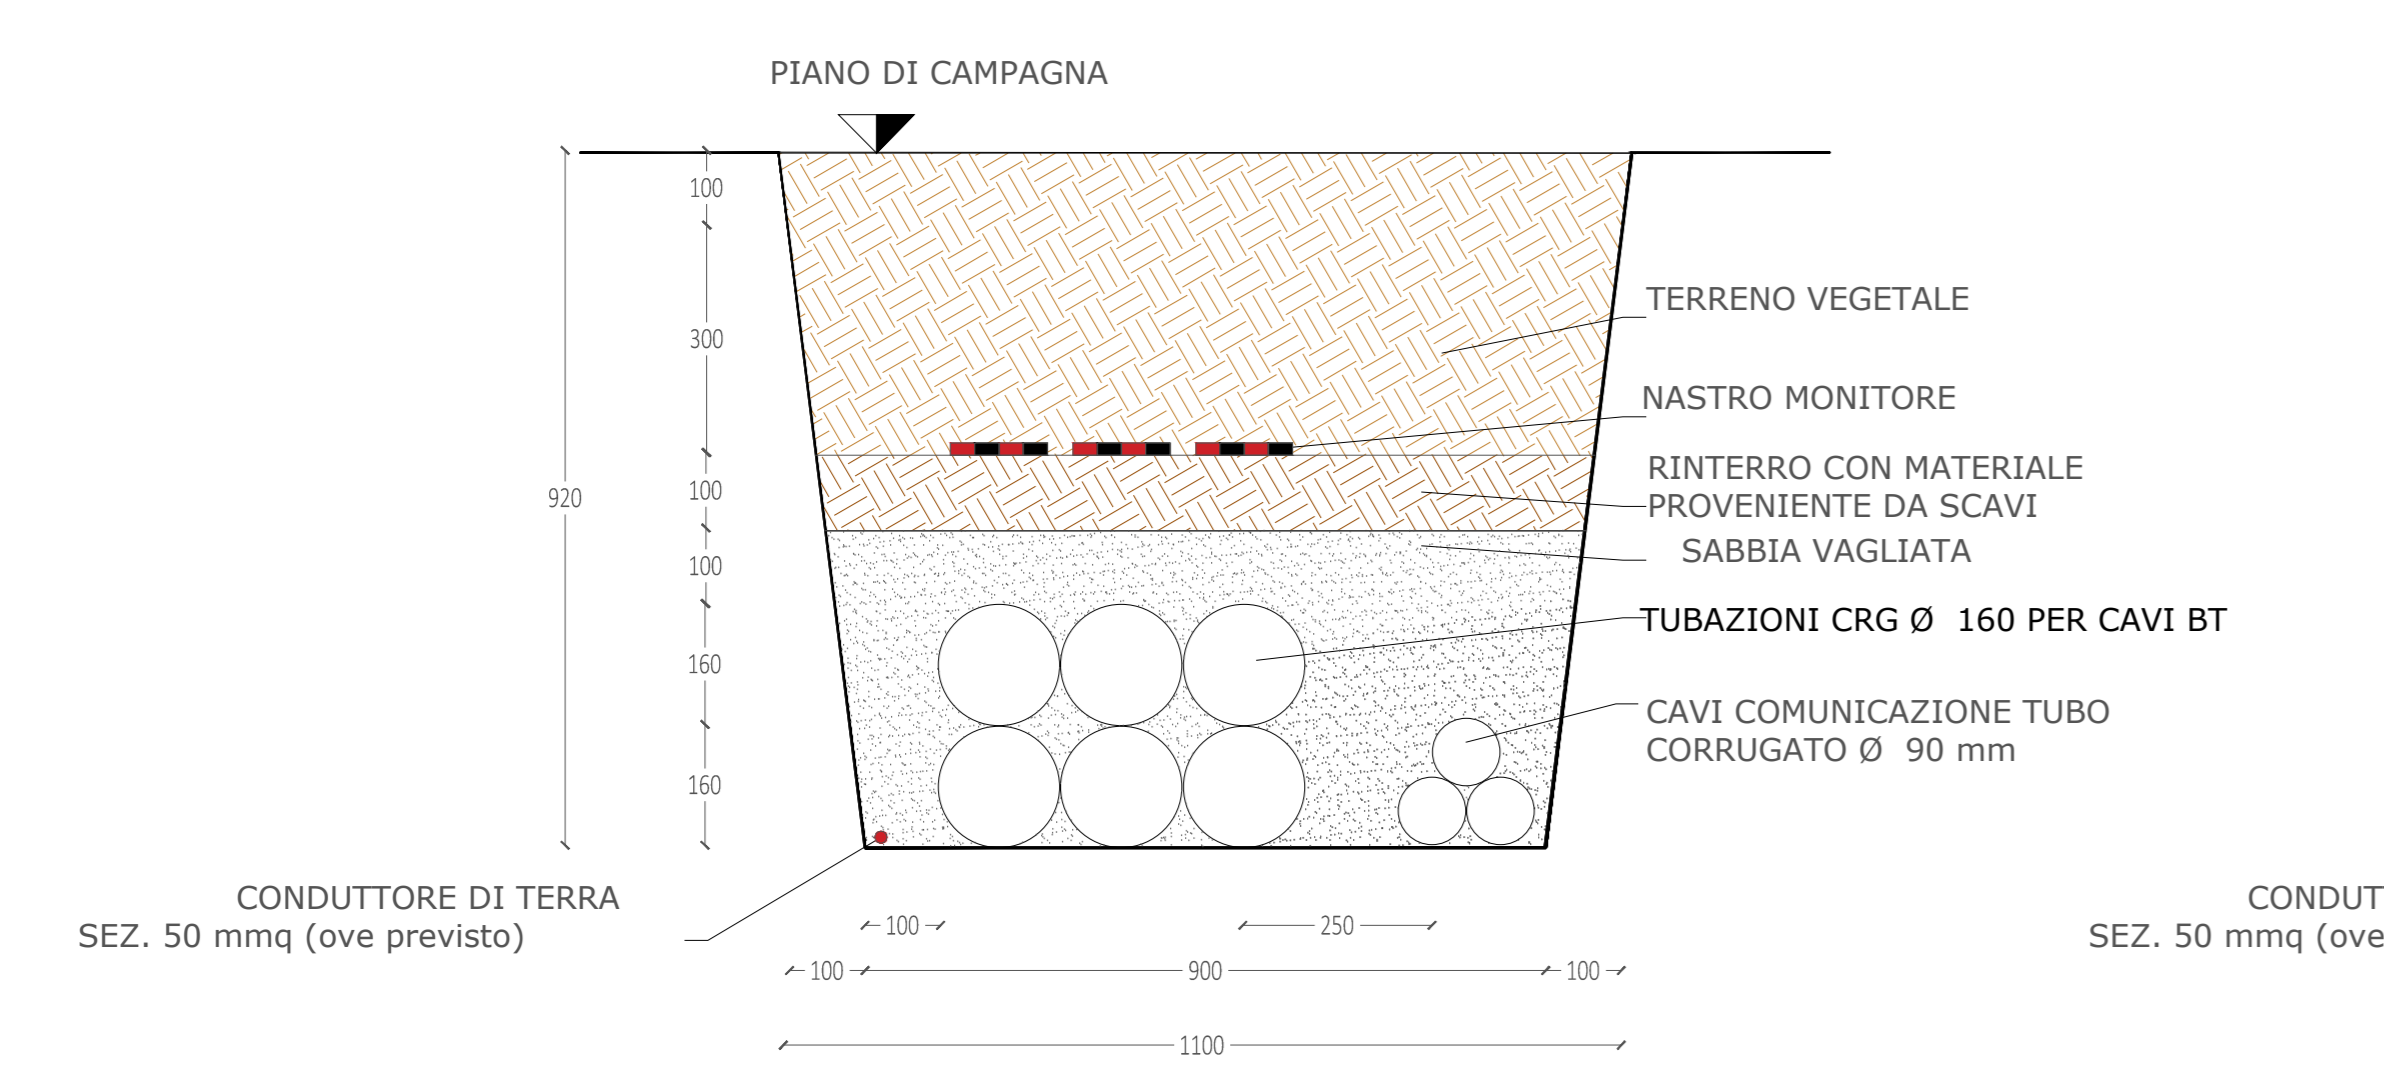 PIANO DI CAMPAGNA
100
300
TERRENO VEGETALE
NASTRO MONITORE
RINTERRO CON MATERIALE
PROVENIENTE DA SCAVI
100
920
SABBIA VAGLIATA
100
TUBAZIONI CRG Ø 160 PER CAVI BT
160
CAVI COMUNICAZIONE TUBO
CORRUGATO Ø 90 mm
160
CONDUTTORE DI TERRA
SEZ. 50 mmq (ove previsto)
CONDUT
SEZ. 50 mmq (ove
100
250
100
900
100
1100